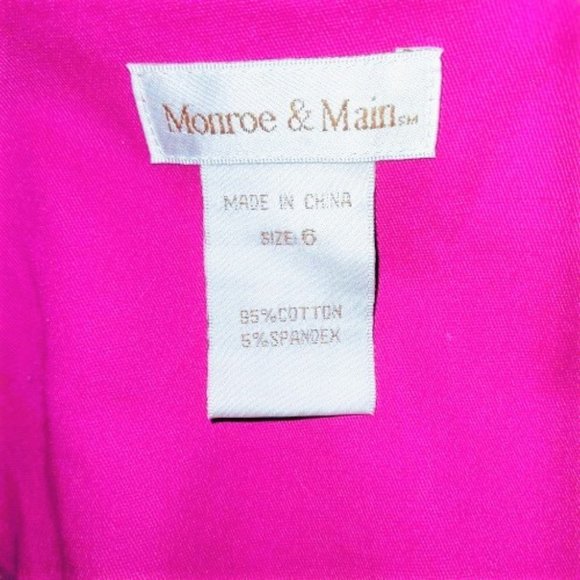 Monroe & Main SM
MADE IN CHINA
SIZE: 6
95%COTTON
5%SPANDEX